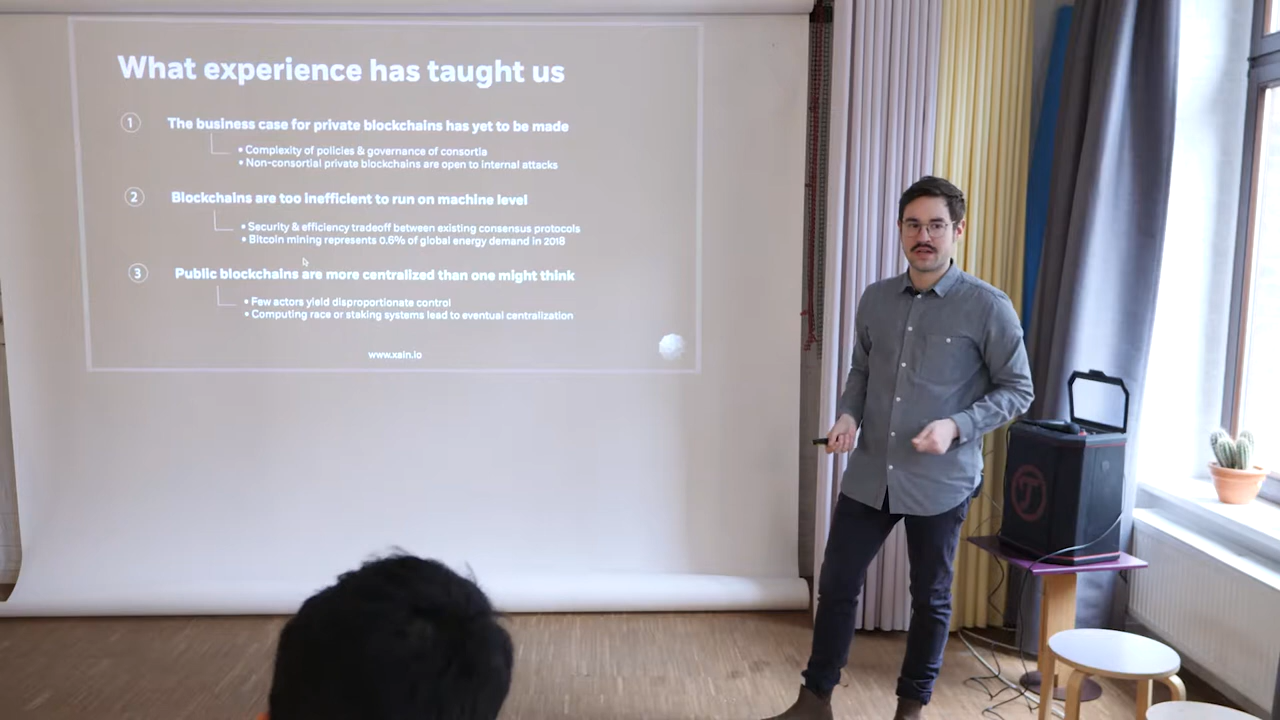 What experience has taught us
1 The business case for private blockchains has yet to be made
• Complexity of policies & governance of consortia
• Non-consortial private blockchains are open to internal attacks
2 Blockchains are too inefficient to run on machine level
• Security & efficiency tradeoff between existing consensus protocols
• Bitcoin mining represents 0.6% of global energy demand in 2018
3 Public blockchains are more centralized than one might think
• Few actors yield disproportionate control
• Computing race or staking systems lead to eventual centralization
www.xain.io